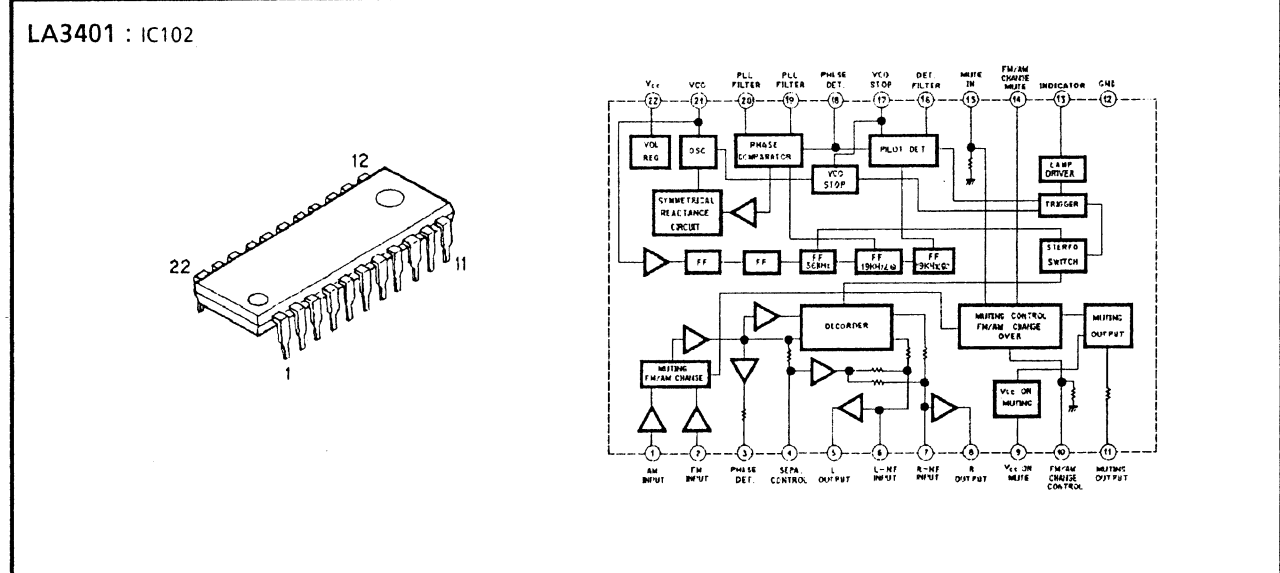 LA3401 : IC102
12
22
11
1
Vcc
VCO
PLL FILTER
PLL FILTER
PHASE DET.
VCO STOP
DET. FILTER
MUTE IN
FM/AM CHANGE MUTE
INDICATOR
GND
22 21 20 19 18 17 16 15 14 13 12
VOL REG
OSC
PHASE COMPARATOR
VCO STOP
PILOT DET
LAMP DRIVER
TRIGGER
SYMMETRICAL REACTANCE CIRCUIT
STEREO SWITCH
FF
FF
FF 38KHz
FF
FF
DECORDER
MUTING CONTROL FM/AM CHANGE OVER
MUTING OUTPUT
MUTING FM/AM CHANGE
Vcc ON MUTING
1 2 3 4 5 6 7 8 9 10 11
AM INPUT
FM INPUT
PHASE DET.
SEPA. CONTROL
L OUTPUT
L-NF INPUT
R-NF INPUT
R OUTPUT
Vcc ON MUTE
FM/AM CHANGE CONTROL
MUTING OUTPUT